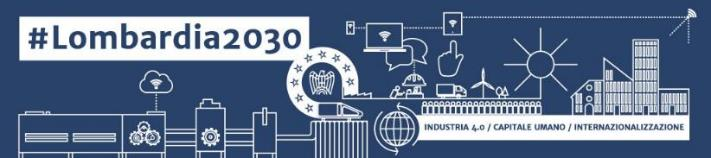 #Lombardia2030
INDUSTRIA 4.0 / CAPITALE UMANO / INTERNAZIONALIZZAZIONE